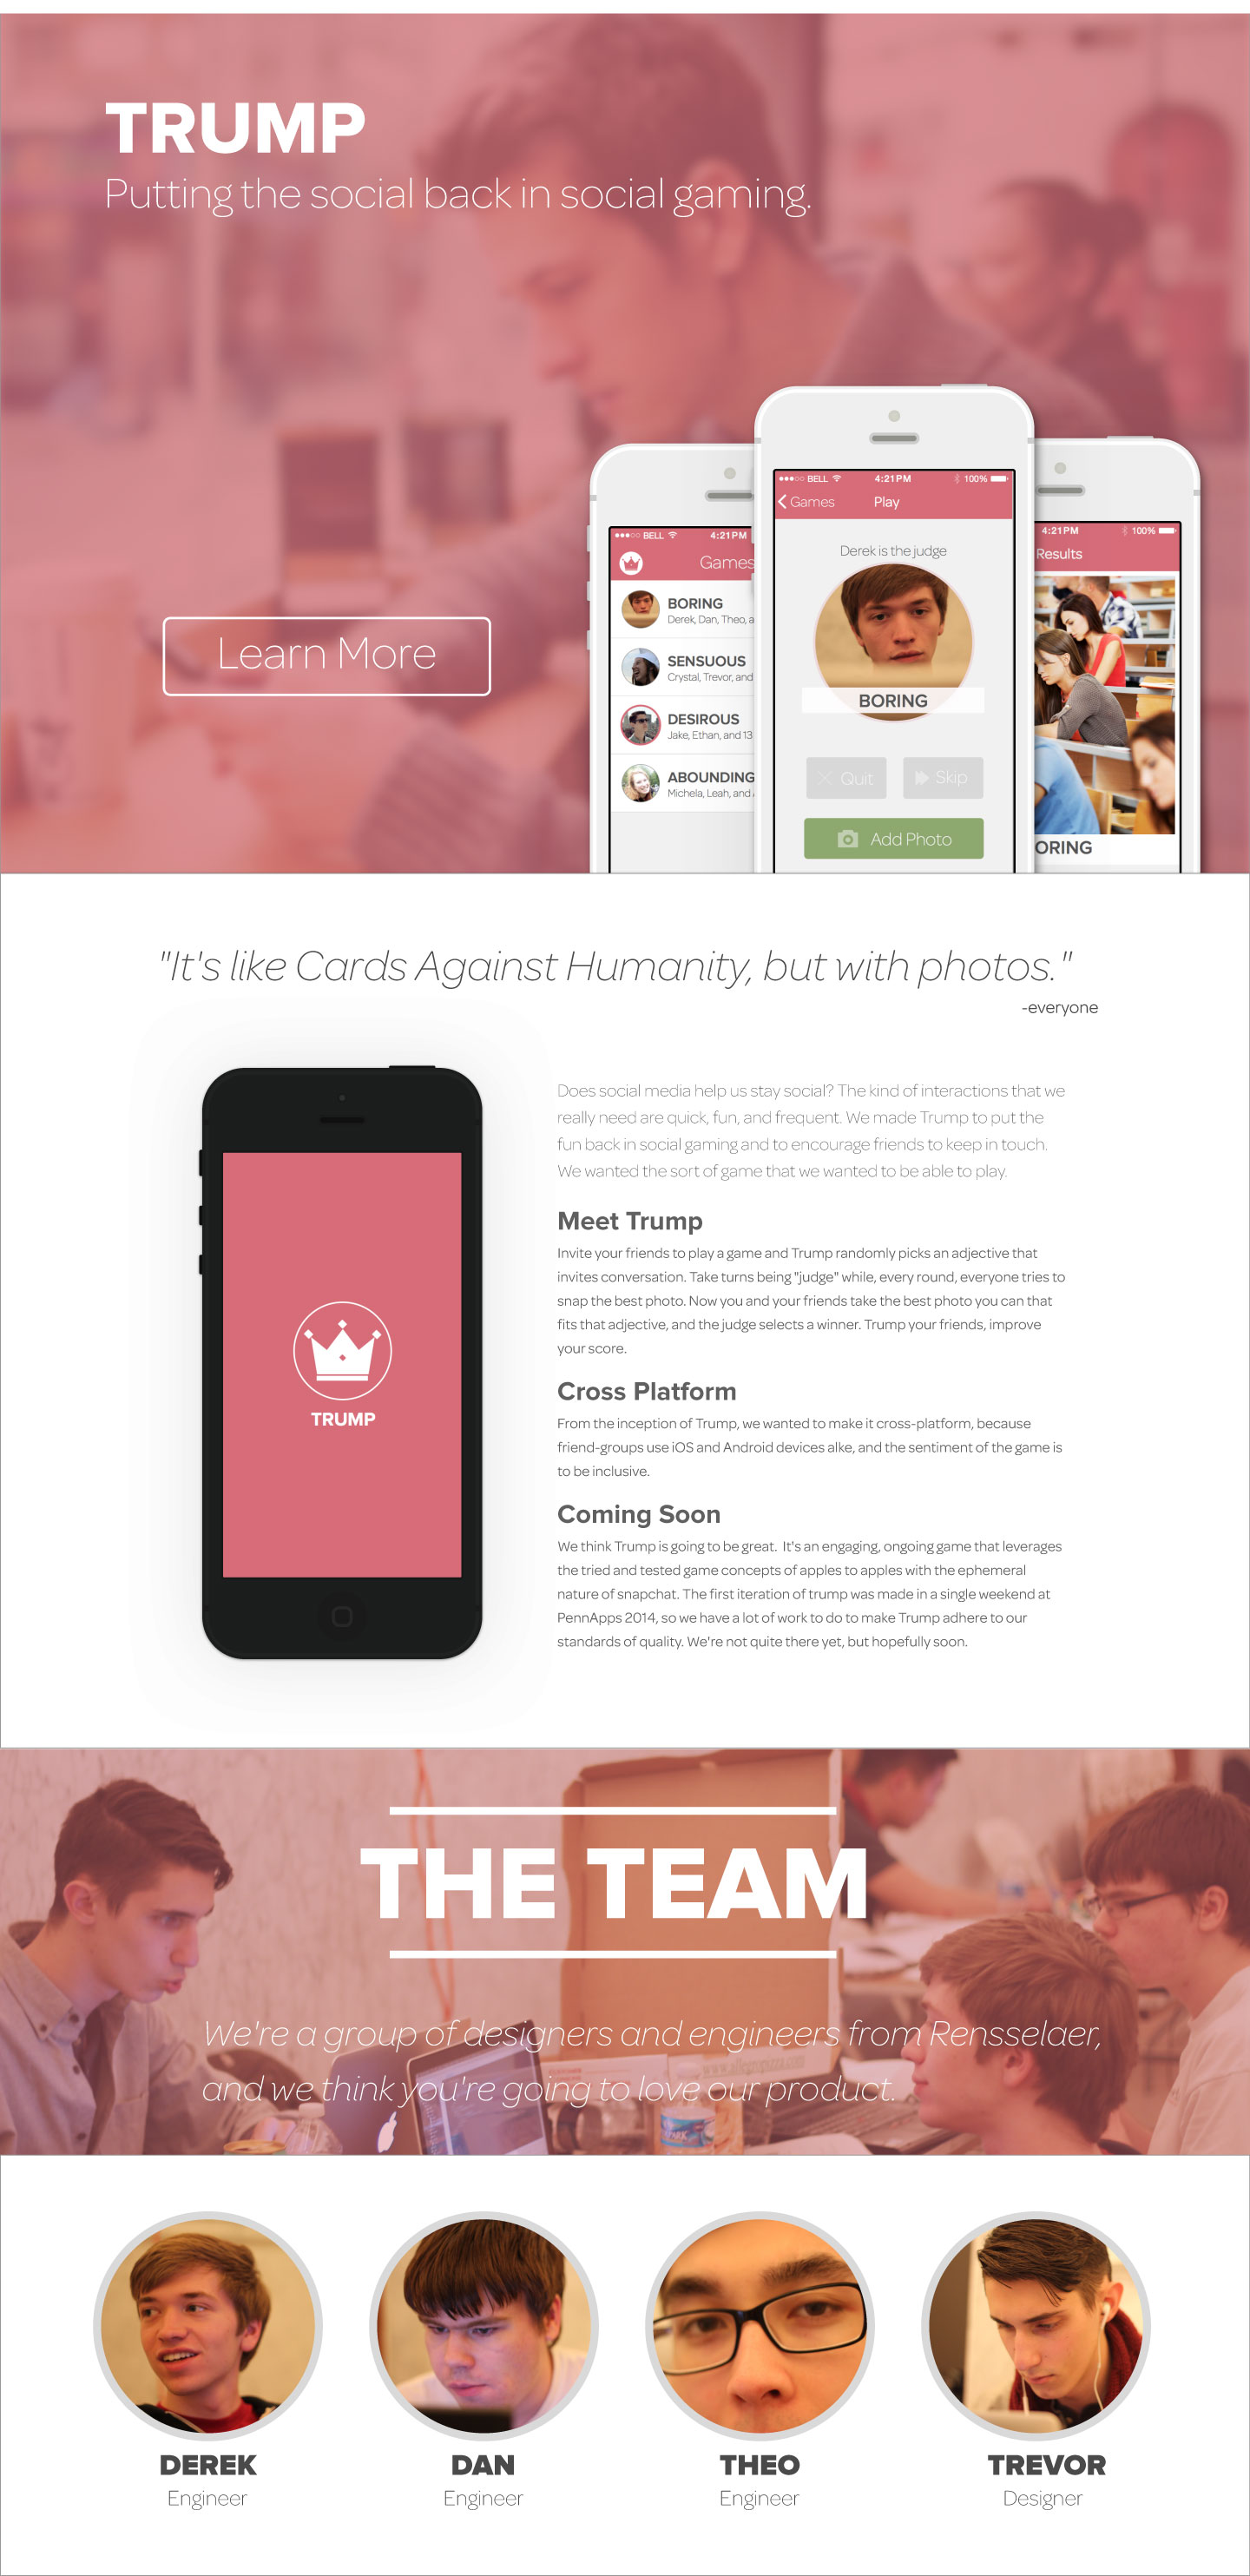 TRUMP
Putting the social back in social gaming.
Learn More
BELL 4:21PM
Games
BORING
Derek, Dan, Theo, a
SENSUOUS
Crystal, Trevor, and
DESIROUS
Jake, Ethan, and 13
ABOUNDING
Michela, Leah, and
BELL 4:21PM 100%
Games Play
Derek is the judge
BORING
Quit Skip
Add Photo
4:21PM 100%
Results
ORING
"It's like Cards Against Humanity, but with photos."
-everyone
TRUMP
Does social media help us stay social? The kind of interactions that we
really need are quick, fun, and frequent. We made Trump to put the
fun back in social gaming and to encourage friends to keep in touch.
We wanted the sort of game that we wanted to be able to play.
Meet Trump
Invite your friends to play a game and Trump randomly picks an adjective that
invites conversation. Take turns being "judge" while, every round, everyone tries to
snap the best photo. Now you and your friends take the best photo you can that
fits that adjective, and the judge selects a winner. Trump your friends, improve
your score.
Cross Platform
From the inception of Trump, we wanted to make it cross-platform, because
friend-groups use iOS and Android devices alke, and the sentiment of the game is
to be inclusive.
Coming Soon
We think Trump is going to be great. It's an engaging, ongoing game that leverages
the tried and tested game concepts of apples to apples with the ephemeral
nature of snapchat. The first iteration of trump was made in a single weekend at
PennApps 2014, so we have a lot of work to do to make Trump adhere to our
standards of quality. We're not quite there yet, but hopefully soon.
THE TEAM
We're a group of designers and engineers from Rensselaer,
and we think you're going to love our product.
DEREK
Engineer
DAN
Engineer
THEO
Engineer
TREVOR
Designer